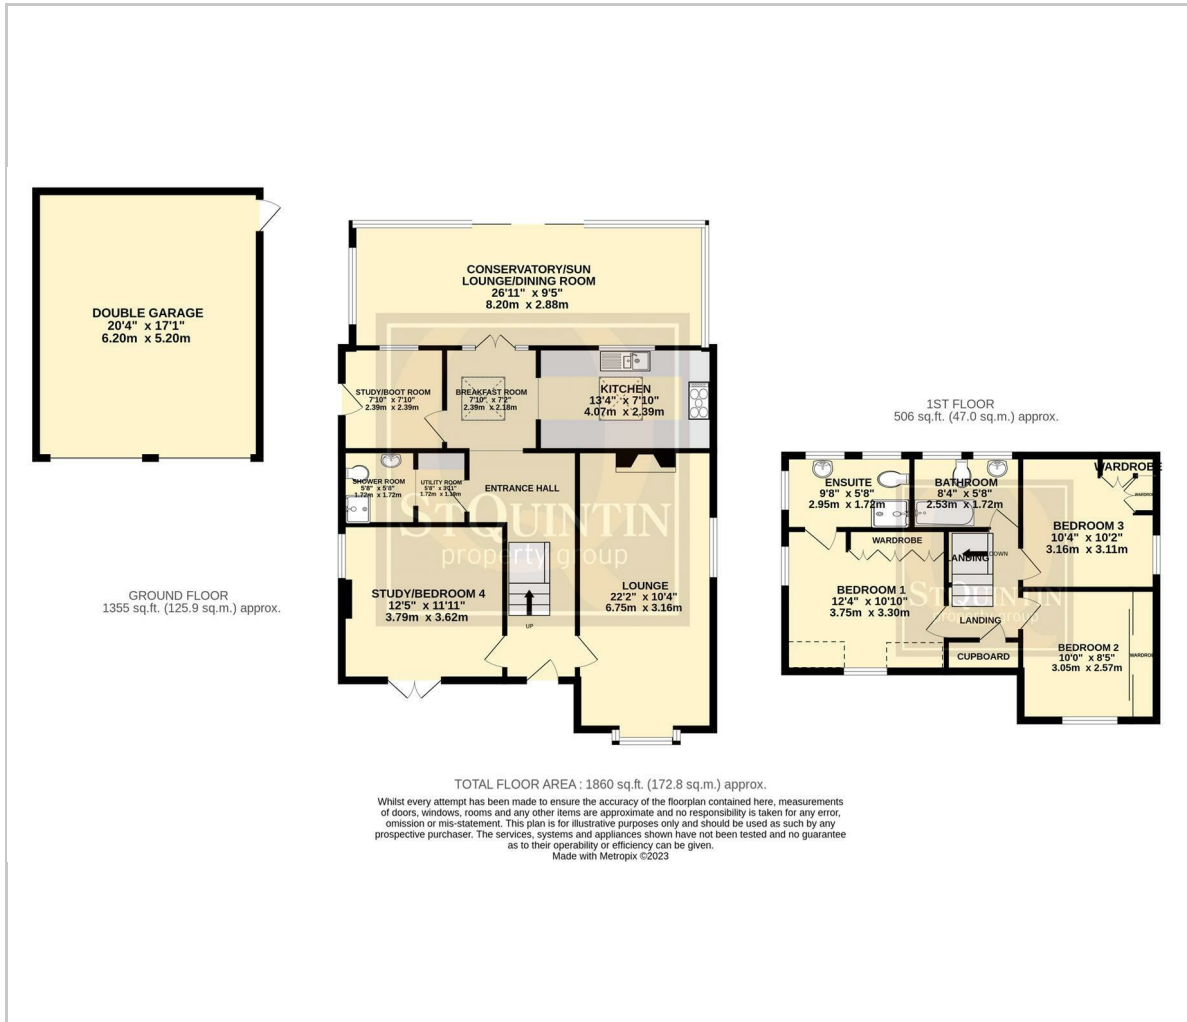 DOUBLE GARAGE
20'4" x 17'1"
6.20m x 5.20m
GROUND FLOOR
1355 sq.ft. (125.9 sq.m.) approx.
CONSERVATORY/SUN
LOUNGE/DINING ROOM
26'11" x 9'5"
8.20m x 2.88m
STUDY/BOOT ROOM
7'10" x 7'10"
2.39m x 2.39m
BREAKFAST ROOM
7'10" x 7'2"
2.39m x 2.18m
KITCHEN
13'4" x 7'10"
4.07m x 2.39m
SHOWER ROOM
5'8" x 5'8"
1.72m x 1.72m
UTILITY ROOM
5'8" x 3'11"
1.72m x 1.19m
ENTRANCE HALL
STQUINTIN
property group
STUDY/BEDROOM 4
12'5" x 11'11"
3.79m x 3.62m
UP
LOUNGE
22'2" x 10'4"
6.75m x 3.16m
1ST FLOOR
506 sq.ft. (47.0 sq.m.) approx.
ENSUITE
9'8" x 5'8"
2.95m x 1.72m
BATHROOM
8'4" x 5'8"
2.53m x 1.72m
WARDROBE
WARDROBE
BEDROOM 3
10'4" x 10'2"
3.16m x 3.11m
WARDROBE
LANDING
DOWN
BEDROOM 1
12'4" x 10'10"
3.75m x 3.30m
STQUINTIN
property group
LANDING
CUPBOARD
BEDROOM 2
10'0" x 8'5"
3.05m x 2.57m
WARDROBE
TOTAL FLOOR AREA : 1860 sq.ft. (172.8 sq.m.) approx.
Whilst every attempt has been made to ensure the accuracy of the floorplan contained here, measurements
of doors, windows, rooms and any other items are approximate and no responsibility is taken for any error,
omission or mis-statement. This plan is for illustrative purposes only and should be used as such by any
prospective purchaser. The services, systems and appliances shown have not been tested and no guarantee
as to their operability or efficiency can be given.
Made with Metropix ©2023